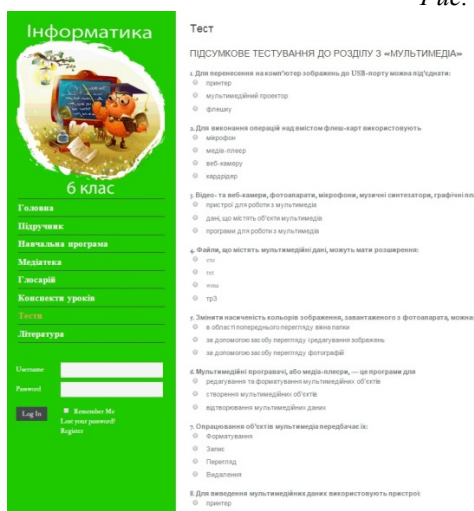 Рис.
Інформатика
6 клас
Головна
Підручник
Навчальна програма
Медіатека
Глосарій
Конспекти уроків
Тести
Література
Username
Password
Log In
Remember Me
Lost your password?
Register
Тест
ПІДСУМКОВЕ ТЕСТУВАННЯ ДО РОЗДІЛУ З «МУЛЬТИМЕДІА»
1. Для перенесення на комп'ютер зображень до USB-порту можна під'єднати:
принтер
мультимедійний проектор
флешку
2. Для виконання операцій над вмістом флеш-карт використовують
мікрофон
медіа-плеєр
веб-камеру
кардрідер
3. Відео- та веб-камери, фотоапарати, мікрофони, музичні синтезатори, графічні
пристрої для роботи з мультимедіа
дані, що містять об'єкти мультимедіа
програми для роботи з мультимедіа
4. Файли, що містять мультимедійні дані, можуть мати розширення:
txt
wma
тр3
5. Змінити насиченість кольорів зображення, завантаженого з фотоапарата, можна
в області попереднього перегляду вікна папки
за допомогою засобу перегляду і редагування зображень
за допомогою засобу перегляду фотографій
6. Мультимедійні програвачі, або медіа-плеєри, — це програми для
редагування та форматування мультимедійних об'єктів
створення мультимедійних об'єктів
відтворювання мультимедійних даних
7. Опрацювання об'єктів мультимедіа передбачає їх:
Форматування
Запис
Перегляд
Видалення
8. Для виведення мультимедійних даних використовують пристрої:
принтер